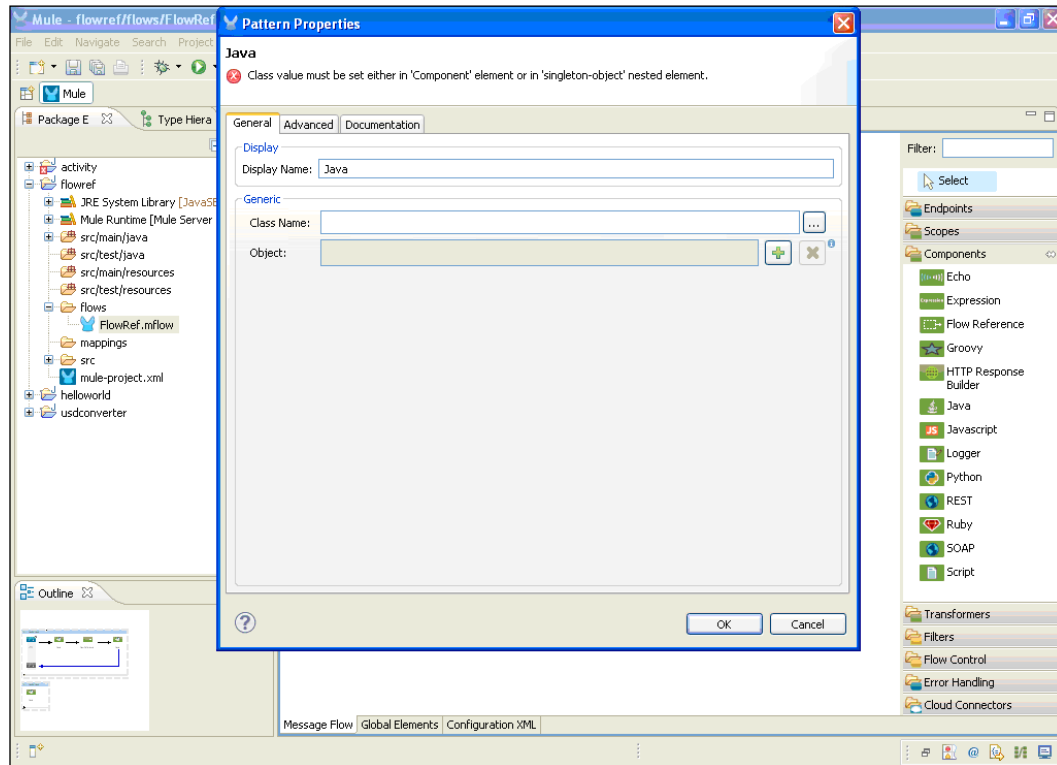 Mule - flowref/flows/FlowRef
File Edit Navigate Search Project
Mule
Package E
Type Hiera
activity
flowref
JRE System Library [JavaSE
Mule Runtime [Mule Server
src/main/java
src/test/java
src/main/resources
src/test/resources
flows
FlowRef.mflow
mappings
src
mule-project.xml
helloworld
usdconverter
Outline
Pattern Properties
Java
Class value must be set either in 'Component' element or in 'singleton-object' nested element.
General Advanced Documentation
Display
Display Name: Java
Generic
Class Name: ...
Object:
OK Cancel
Message Flow Global Elements Configuration XML
Filter:
Select
Endpoints
Scopes
Components
Echo
Expression
Flow Reference
Groovy
HTTP Response
Builder
Java
JS Javascript
Logger
Python
REST
Ruby
SOAP
Script
Transformers
Filters
Flow Control
Error Handling
Cloud Connectors